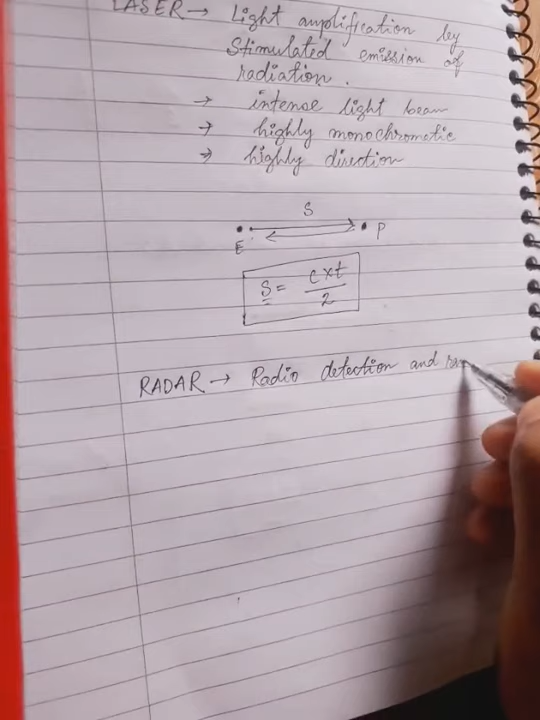 LASER → Light amplification by
Stimulated emission of
radiation.
→ intense light beam
→ highly monochromatic
→ highly direction
S
E P
S = c x t
2
RADAR → Radio detection and ra